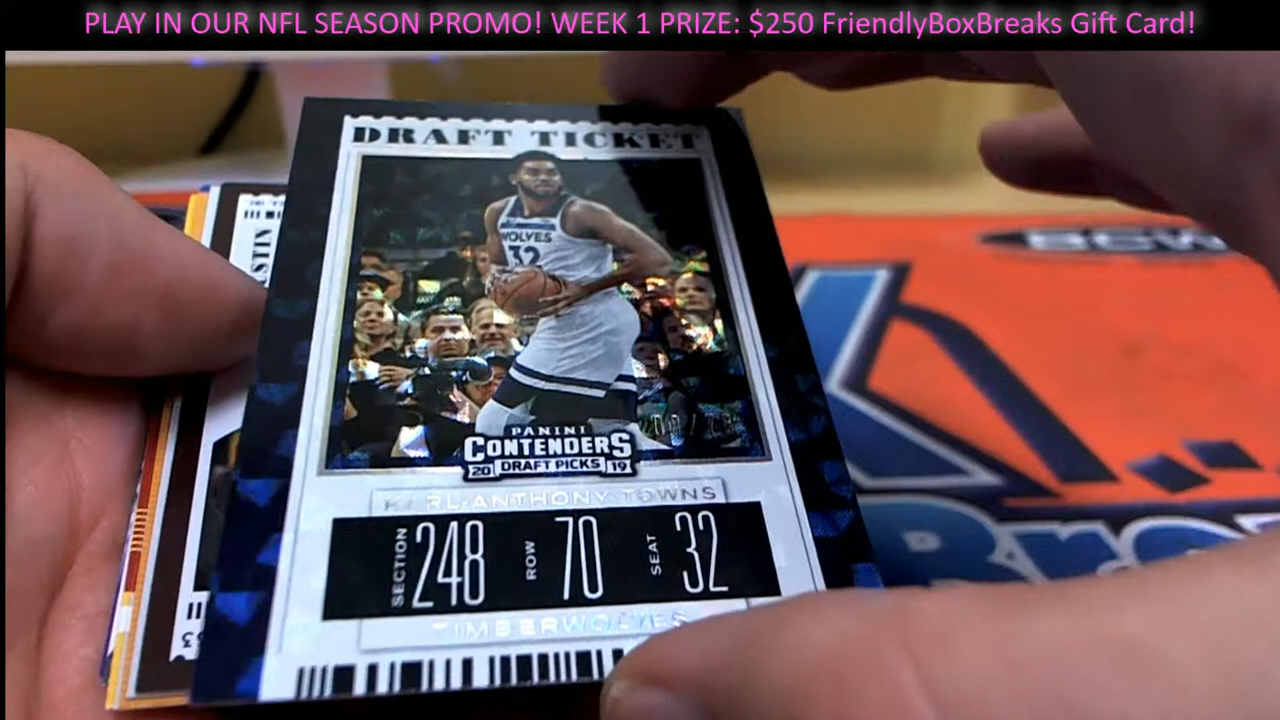 PLAY IN OUR NFL SEASON PROMO! WEEK 1 PRIZE: $250 FriendlyBoxBreaks Gift Card!
DRAFT TICKET
WOLVES
32
PANINI
CONTENDERS
20 DRAFT PICKS 19
KARL-ANTHONY TOWNS
SECTION 248 ROW 70 SEAT 32
TIMBERWOLVES
BCW